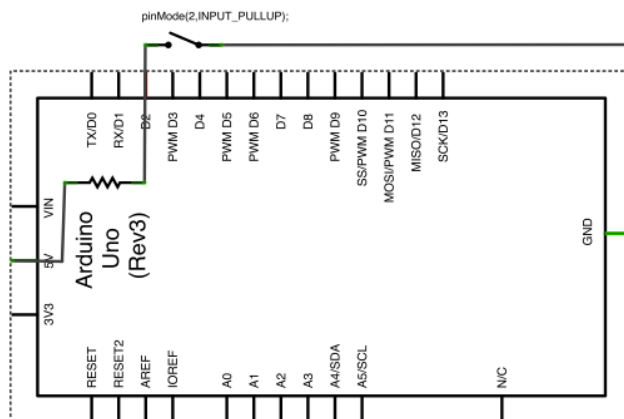 pinMode(2,INPUT_PULLUP);
TX/D0
RX/D1
D2
PWM D3
D4
PWM D5
PWM D6
D7
D8
PWM D9
SS/PWM D10
MOSI/PWM D11
MISO/D12
SCK/D13
VIN
5V
3V3
Arduino
Uno
(Rev3)
GND
RESET
RESET2
AREF
IOREF
A0
A1
A2
A3
A4/SDA
A5/SCL
N/C